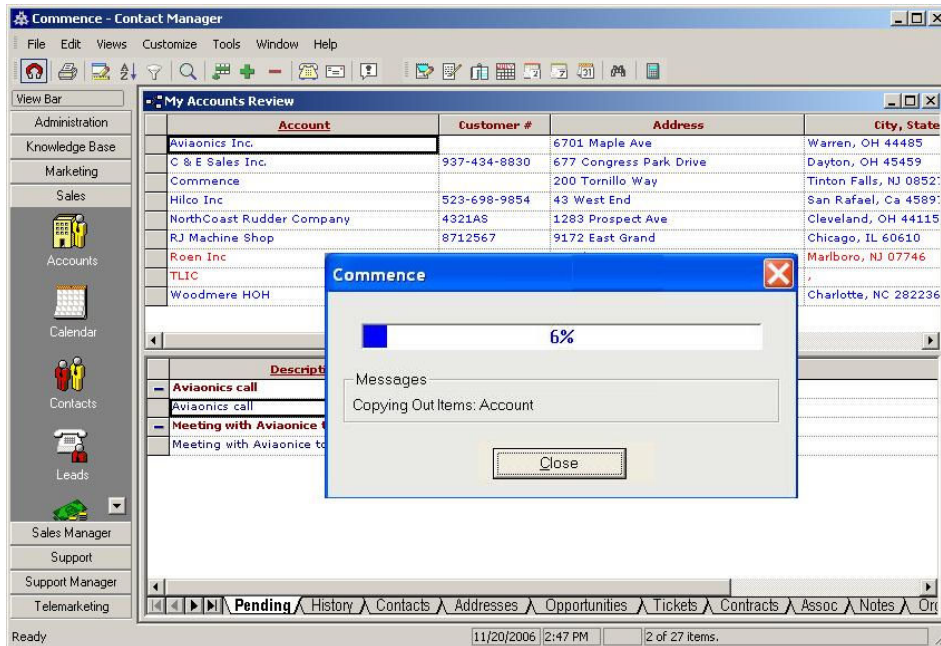 Commence - Contact Manager
File Edit Views Customize Tools Window Help
View Bar
Administration
Knowledge Base
Marketing
Sales
Accounts
Calendar
Contacts
Leads
Sales Manager
Support
Support Manager
Telemarketing
My Accounts Review
Account Customer # Address City, State
Aviaonics Inc. 6701 Maple Ave Warren, OH 44485
C & E Sales Inc. 937-434-8830 677 Congress Park Drive Dayton, OH 45459
Commence 200 Tornillo Way Tinton Falls, NJ 0852
Hilco Inc 523-698-9854 43 West End San Rafael, Ca 4589
NorthCoast Rudder Company 4321AS 1283 Prospect Ave Cleveland, OH 44115
RJ Machine Shop 8712567 9172 East Grand Chicago, IL 60610
Roen Inc Marlboro, NJ 07746
TLIC ,
Woodmere HOH Charlotte, NC 282236
Commence
6%
Messages
Copying Out Items: Account
Close
Descripti
Aviaonics call
Aviaonics call
Meeting with Aviaonice t
Meeting with Aviaonice to
Pending History Contacts Addresses Opportunities Tickets Contracts Assoc Notes Or
Ready 11/20/2006 2:47 PM 2 of 27 items.